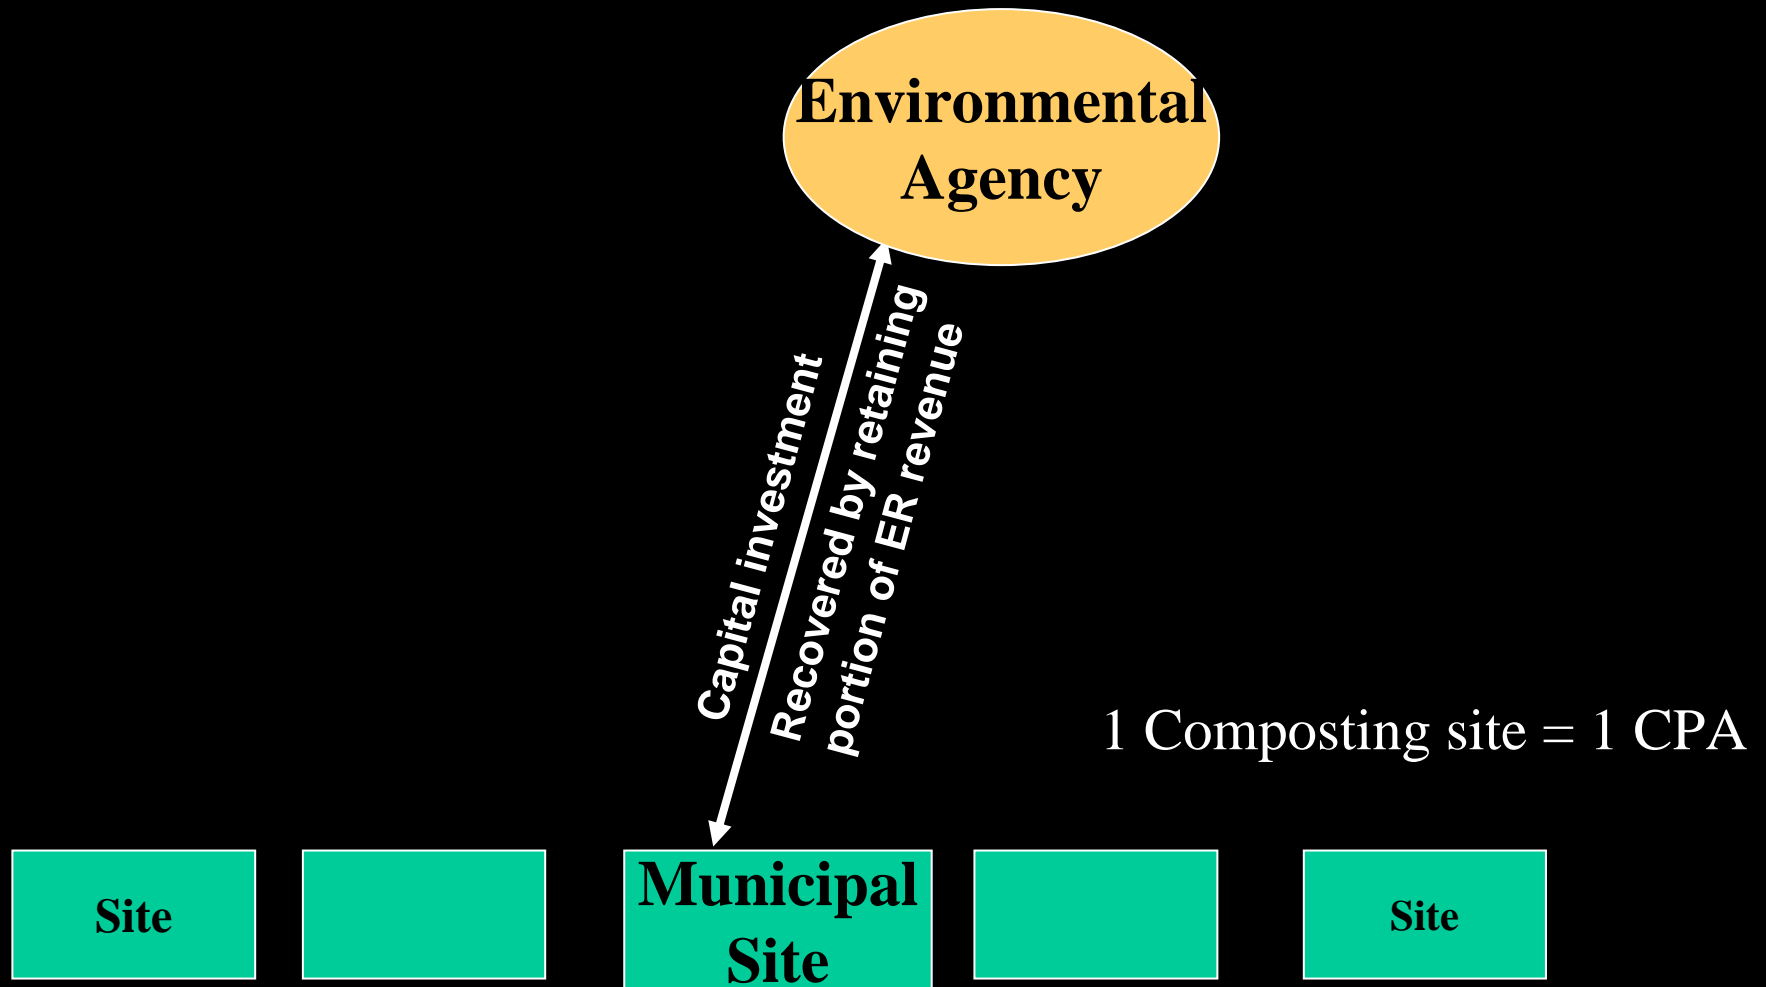 Environmental
Agency
Capital investment
Recovered by retaining
portion of ER revenue
1 Composting site = 1 CPA
Site
Municipal
Site
Site